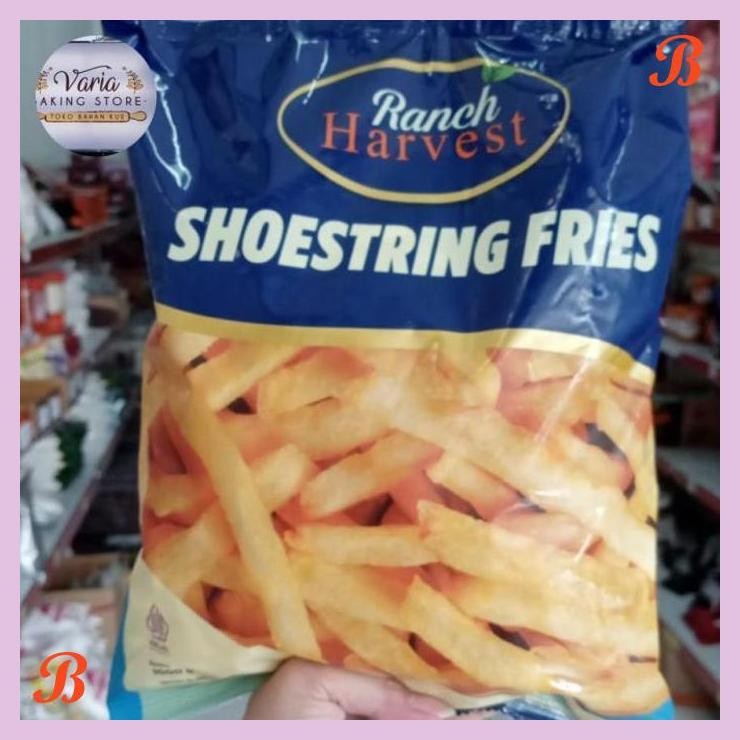 Varia
AKING STORE
TOKO BAHAN KUE
B
Ranch
Harvest
SHOESTRING FRIES
B